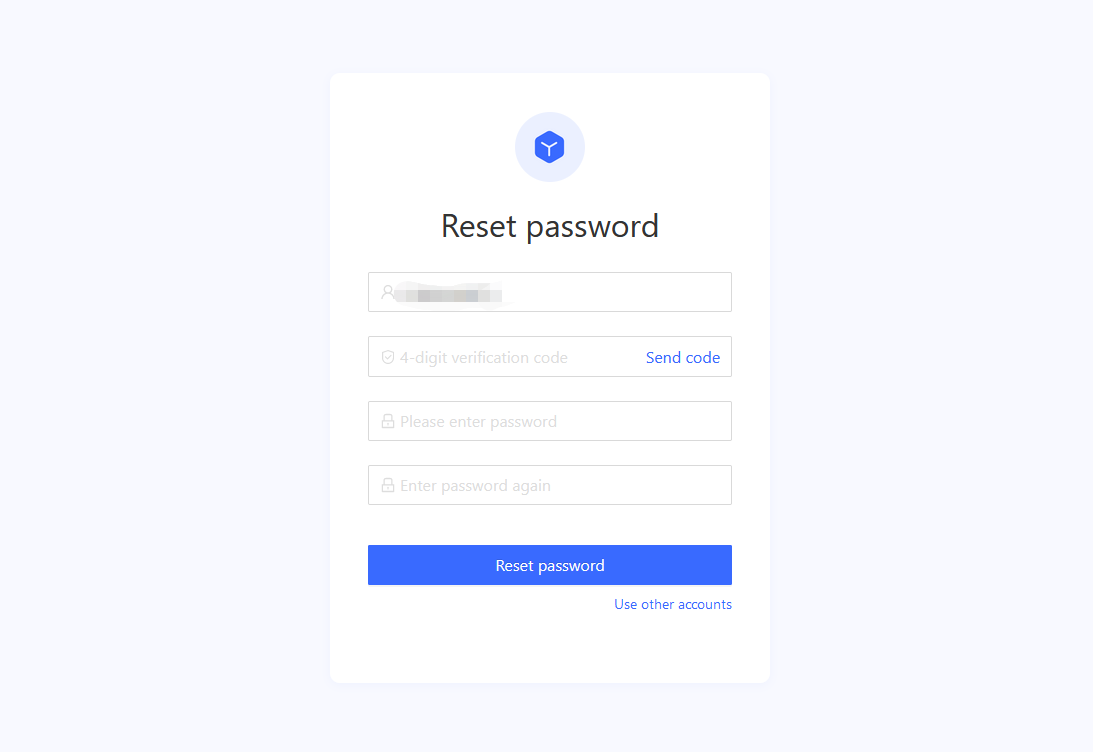 Reset password
4-digit verification code Send code
Please enter password
Enter password again
Reset password
Use other accounts